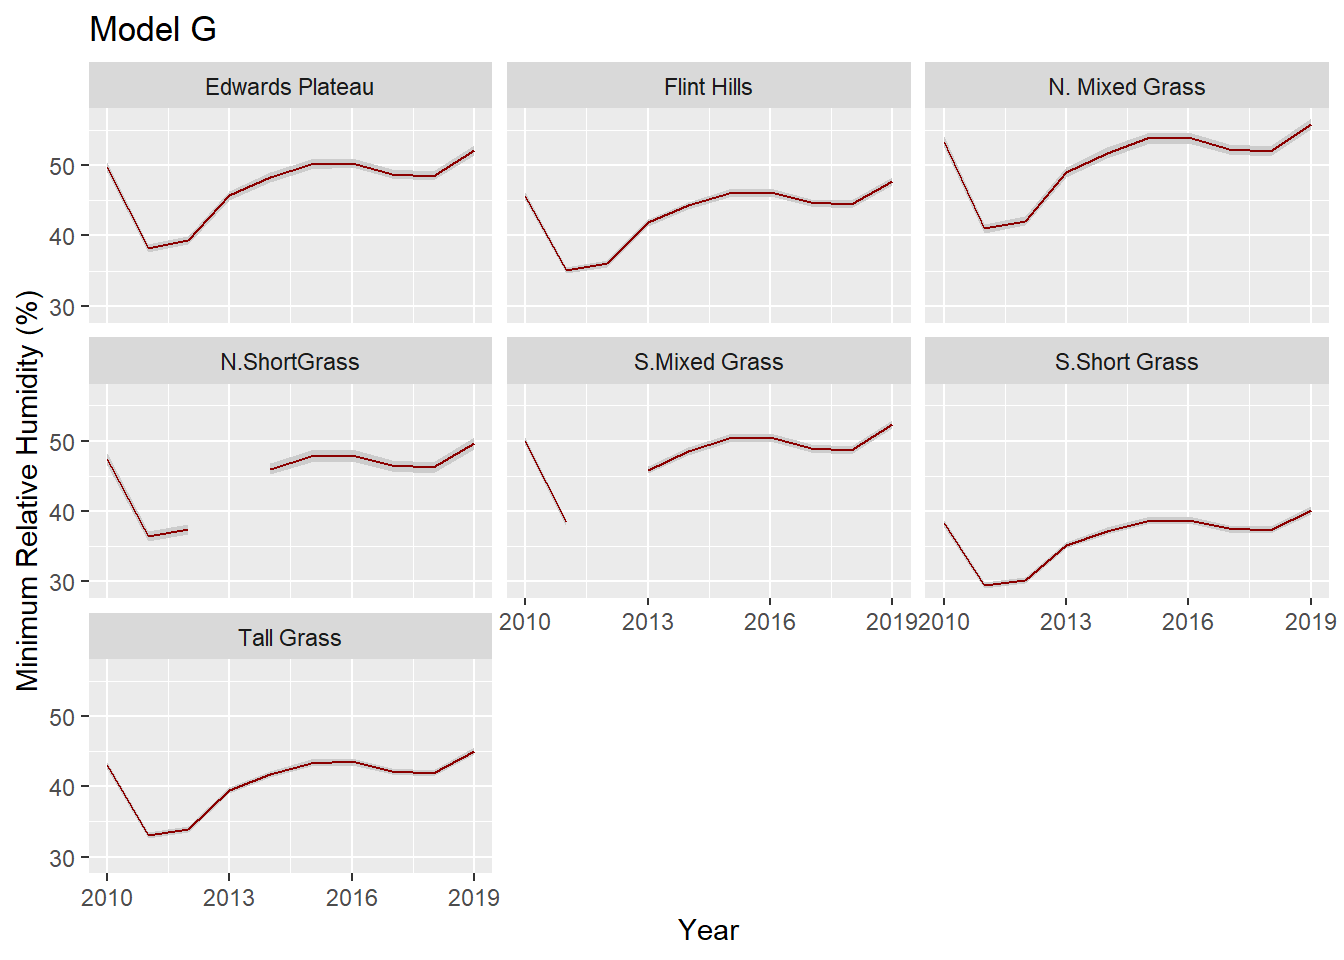 Model G
Edwards Plateau
Flint Hills
N. Mixed Grass
50
40
30
N.ShortGrass
S.Mixed Grass
S.Short Grass
50
40
30
2010 2013 2016 2019
2010 2013 2016 2019
Tall Grass
50
40
30
2010 2013 2016 2019
Minimum Relative Humidity (%)
Year